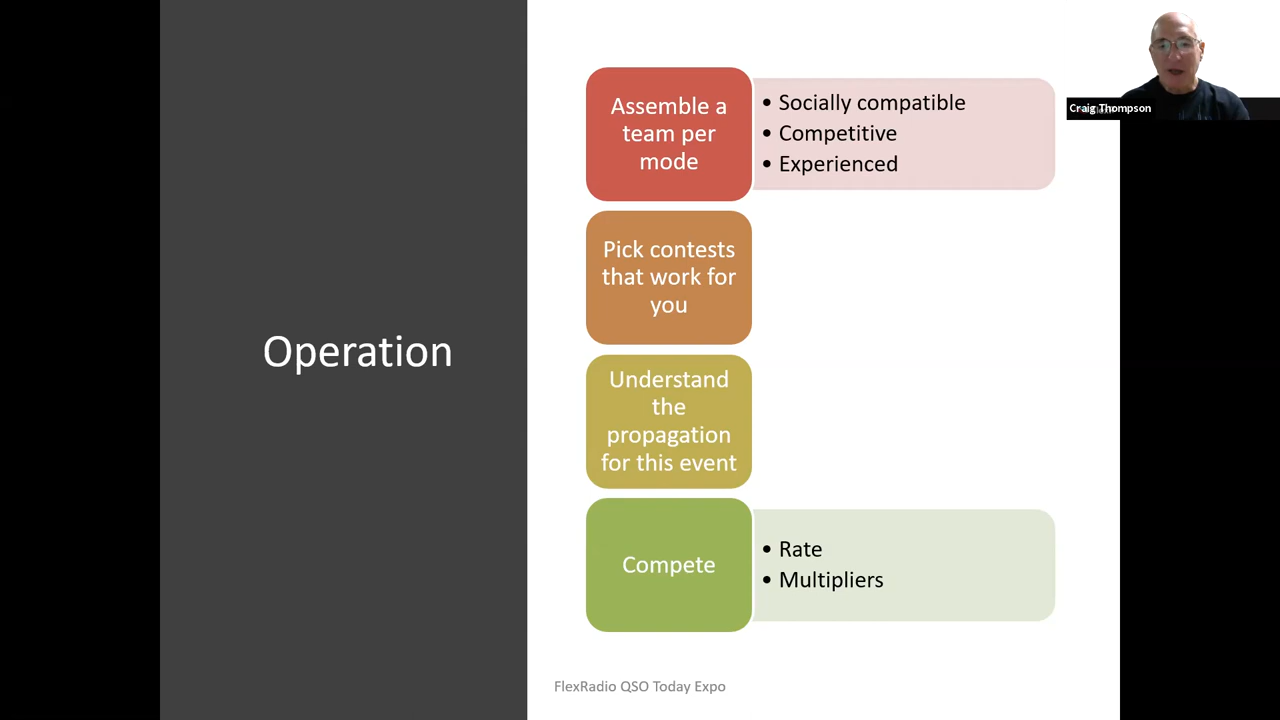 Operation
Assemble a
team per
mode
• Socially compatible
• Competitive
• Experienced
Pick contests
that work for
you
Understand
the
propagation
for this event
Compete
• Rate
• Multipliers
FlexRadio QSO Today Expo
Craig Thompson